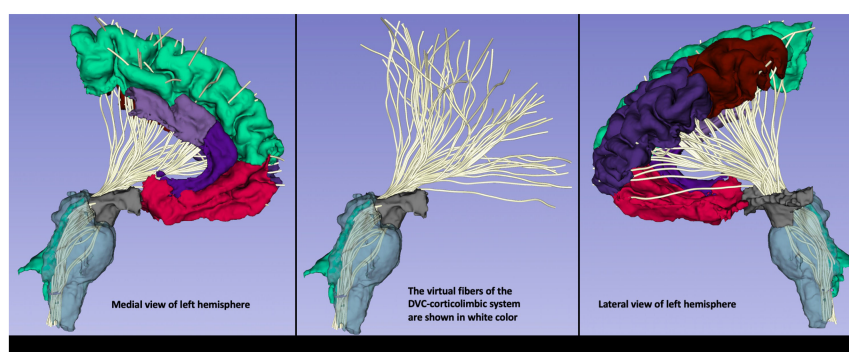 Medial view of left hemisphere
The virtual fibers of the
DVC-corticolimbic system
are shown in white color
Lateral view of left hemisphere